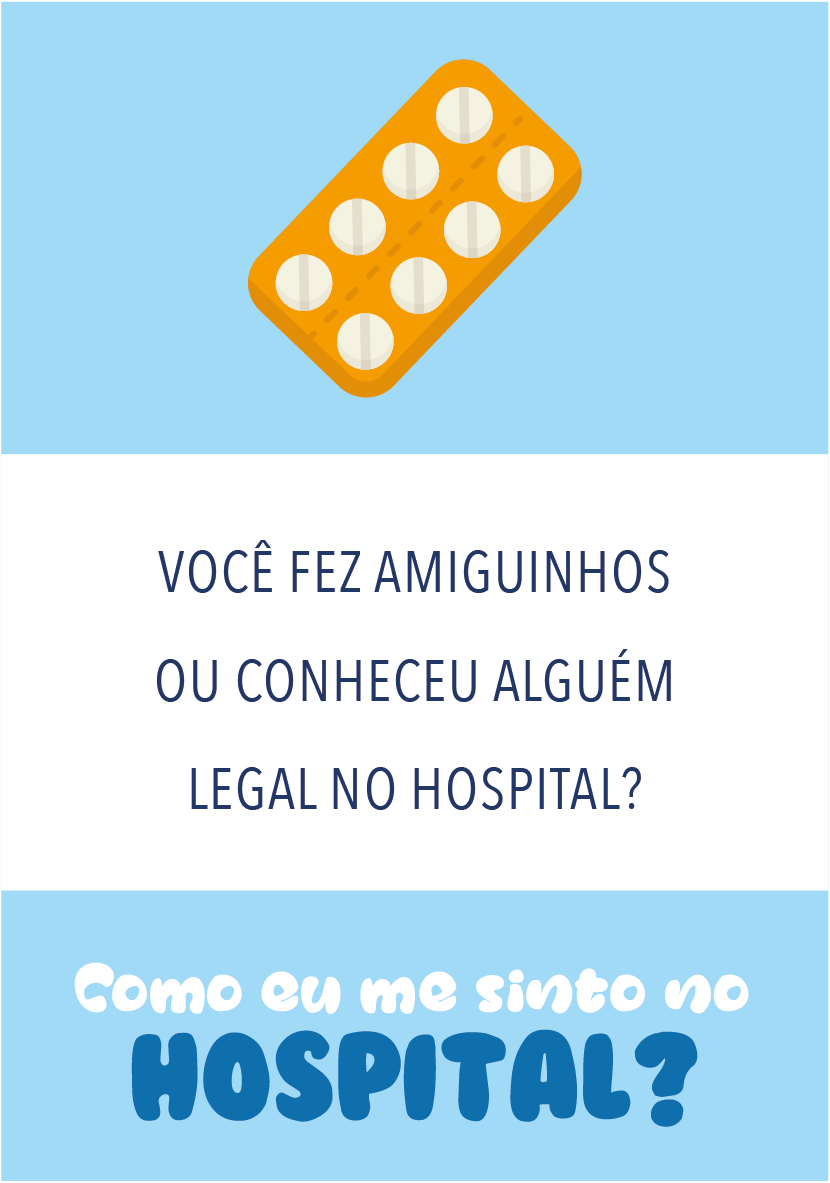 VOCÊ FEZ AMIGUINHOS
OU CONHECEU ALGUÉM
LEGAL NO HOSPITAL?
Como eu me sinto no
HOSPITAL?